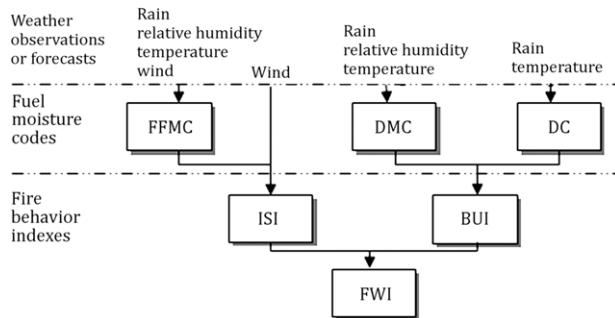 Weather
observations
or forecasts
Rain
relative humidity
temperature
wind
Wind
Rain
relative humidity
temperature
Rain
temperature
Fuel
moisture
codes
FFMC
DMC
DC
Fire
behavior
indexes
ISI
BUI
FWI